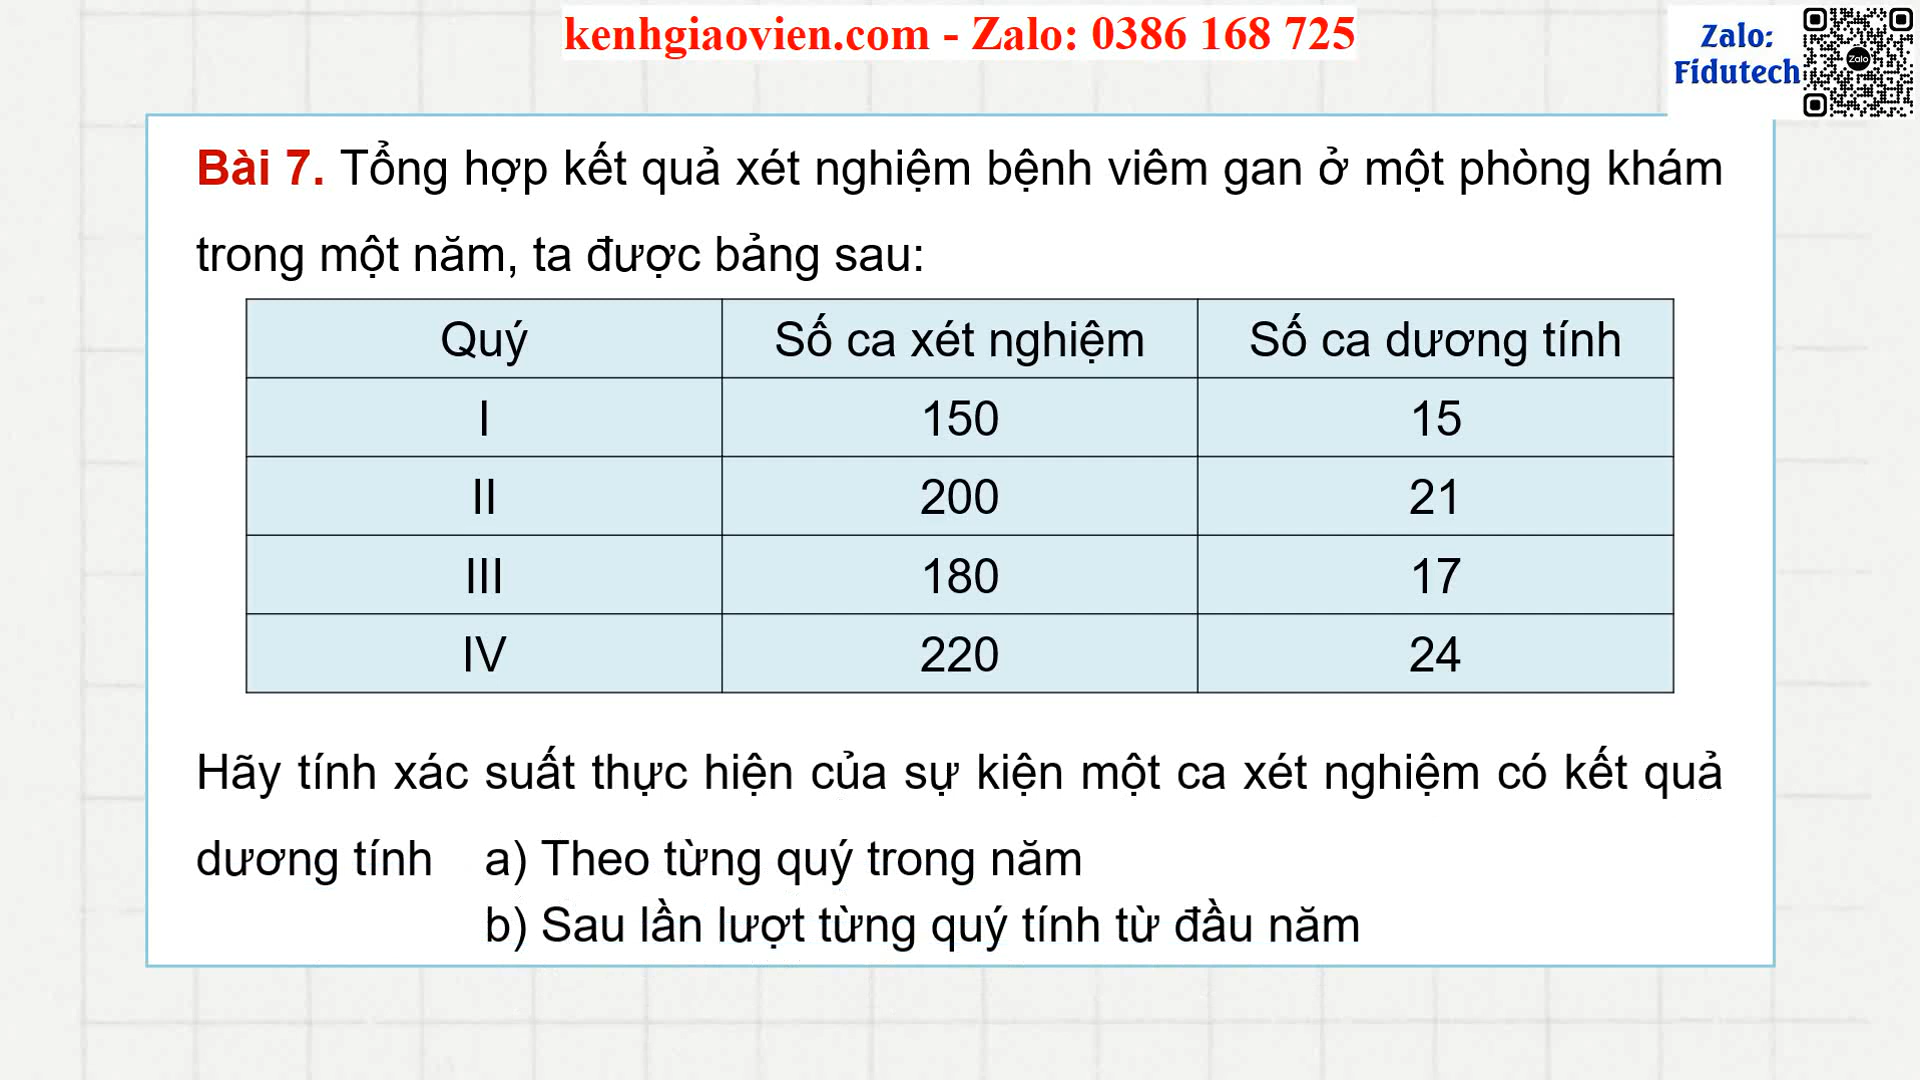 kenhgiaovien.com - Zalo: 0386 168 725
Zalo:
Fidutech
Zalo
Bài 7. Tổng hợp kết quả xét nghiệm bệnh viêm gan ở một phòng khám
trong một năm, ta được bảng sau:
Quý Số ca xét nghiệm Số ca dương tính
I 150 15
II 200 21
III 180 17
IV 220 24
Hãy tính xác suất thực hiện của sự kiện một ca xét nghiệm có kết quả
dương tính a) Theo từng quý trong năm
b) Sau lần lượt từng quý tính từ đầu năm